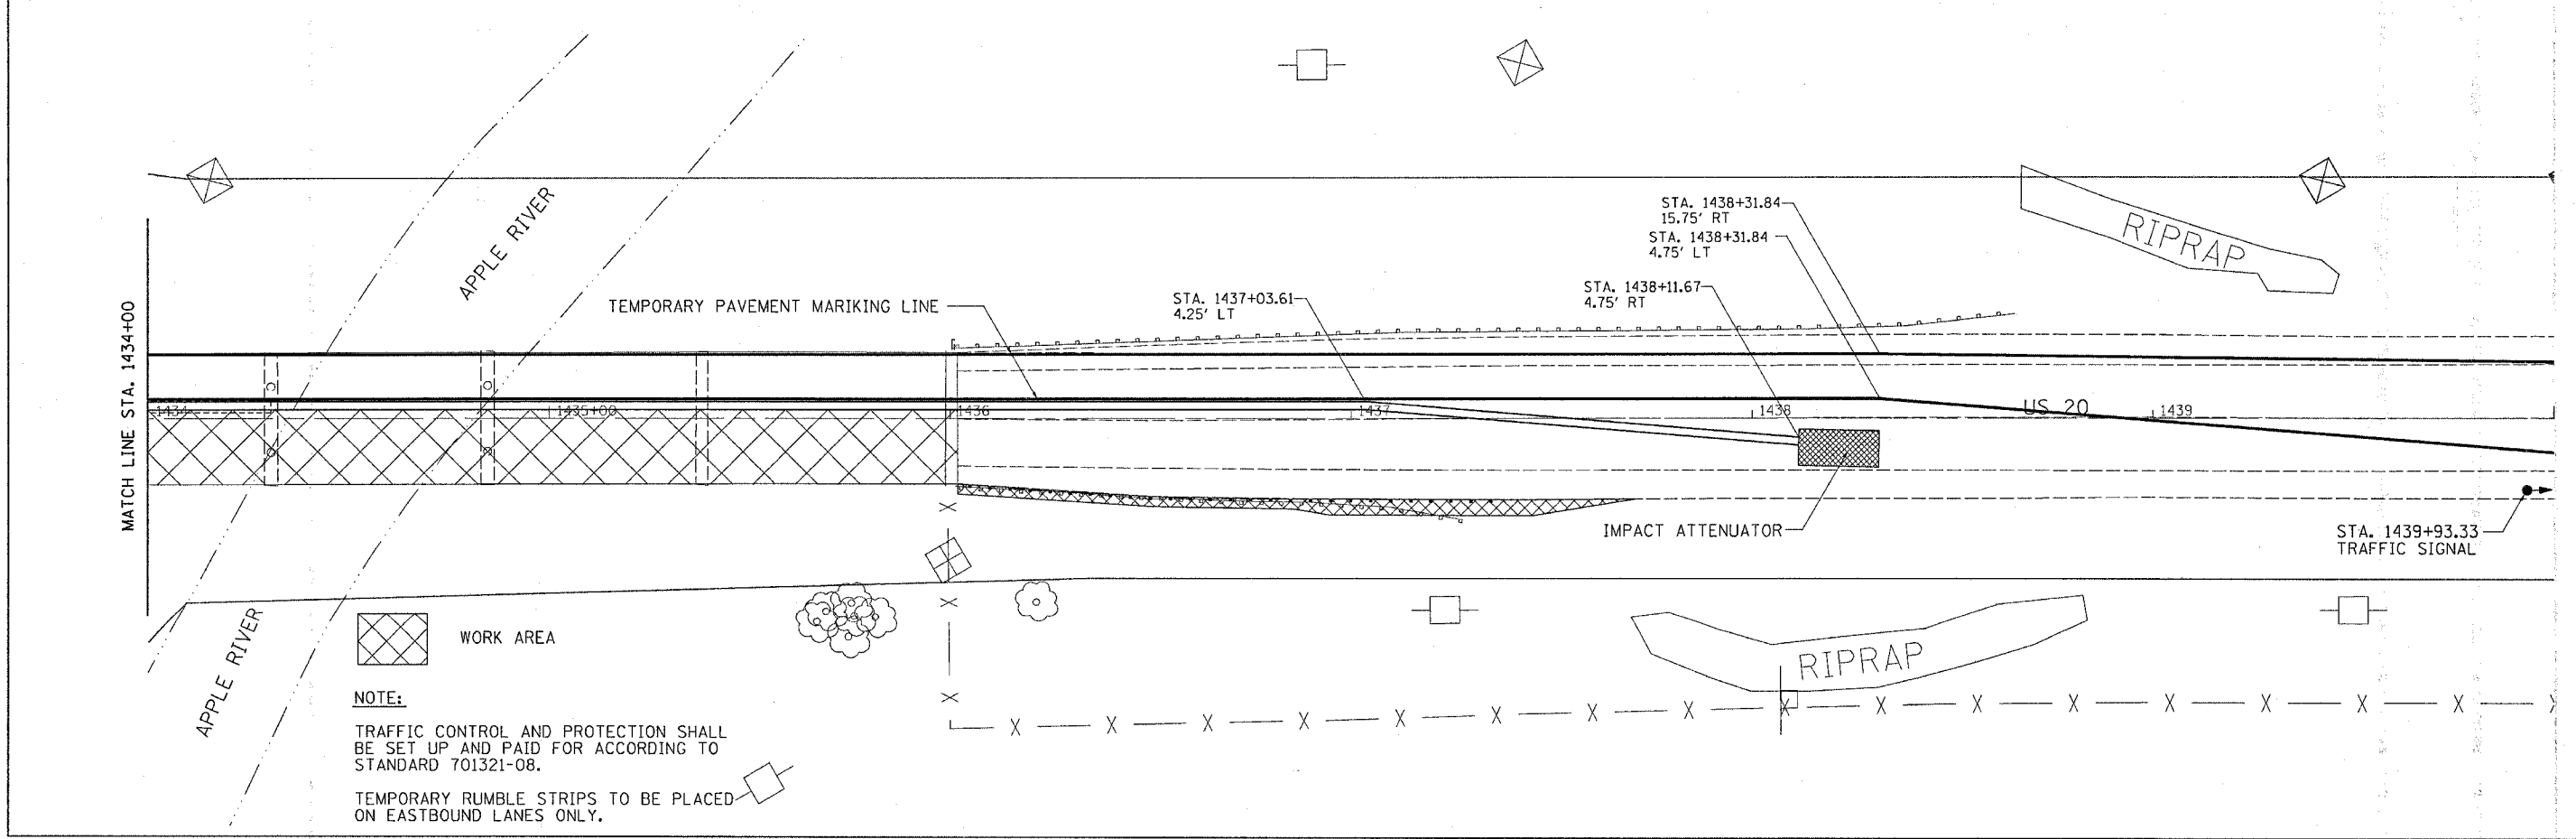 APPLE RIVER
RIPRAP
STA. 1438+31.84
15.75' RT
STA. 1438+31.84
4.75' LT
STA. 1438+11.67
4.75' RT
STA. 1437+03.61
4.25' LT
TEMPORARY PAVEMENT MARIKING LINE
MATCH LINE STA. 1434+00
1434
1435+00
1436
1437
1438
US 20
1439
IMPACT ATTENUATOR
STA. 1439+93.33
TRAFFIC SIGNAL
APPLE RIVER
WORK AREA
RIPRAP
NOTE:
TRAFFIC CONTROL AND PROTECTION SHALL
BE SET UP AND PAID FOR ACCORDING TO
STANDARD 701321-08.
TEMPORARY RUMBLE STRIPS TO BE PLACED
ON EASTBOUND LANES ONLY.